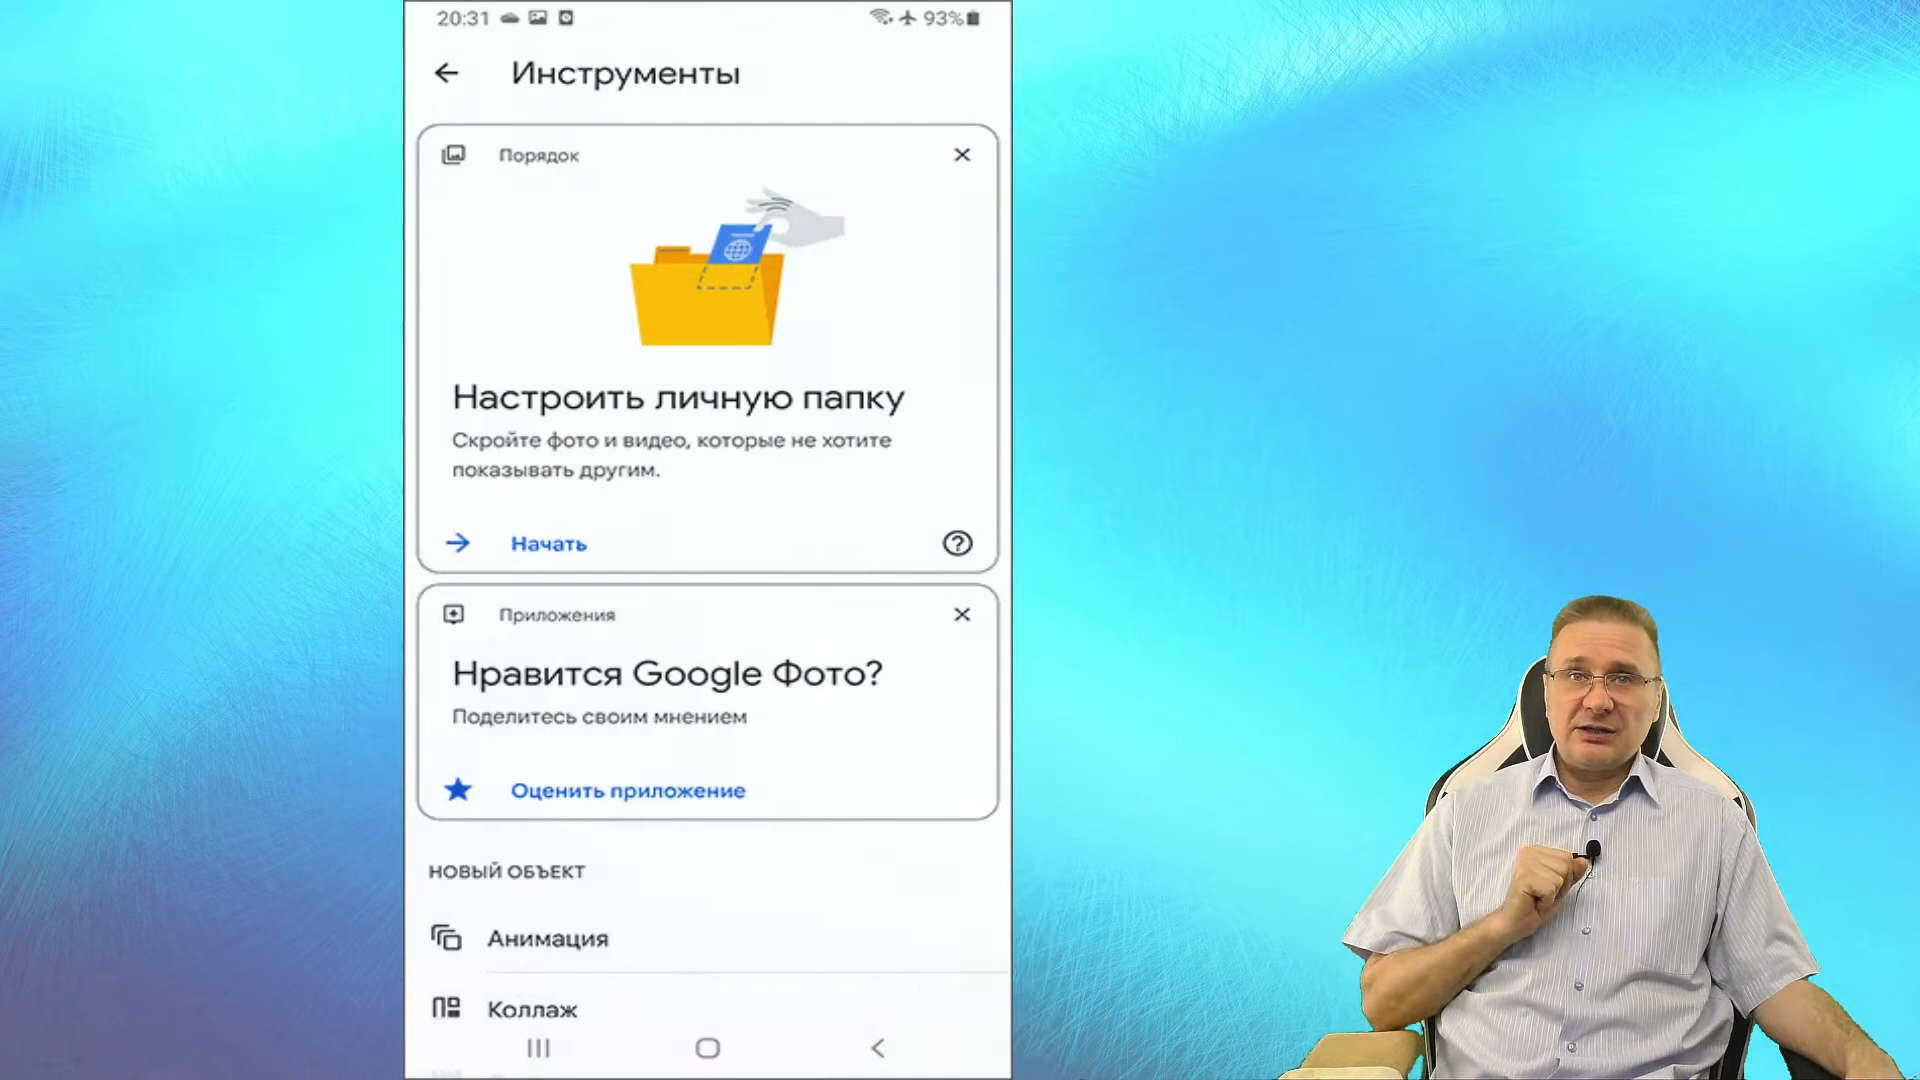 20:31
93%
Инструменты
Порядок
Настроить личную папку
Скройте фото и видео, которые не хотите
показывать другим.
Начать
Приложения
Нравится Google Фото?
Поделитесь своим мнением
Оценить приложение
НОВЫЙ ОБЪЕКТ
Анимация
Коллаж